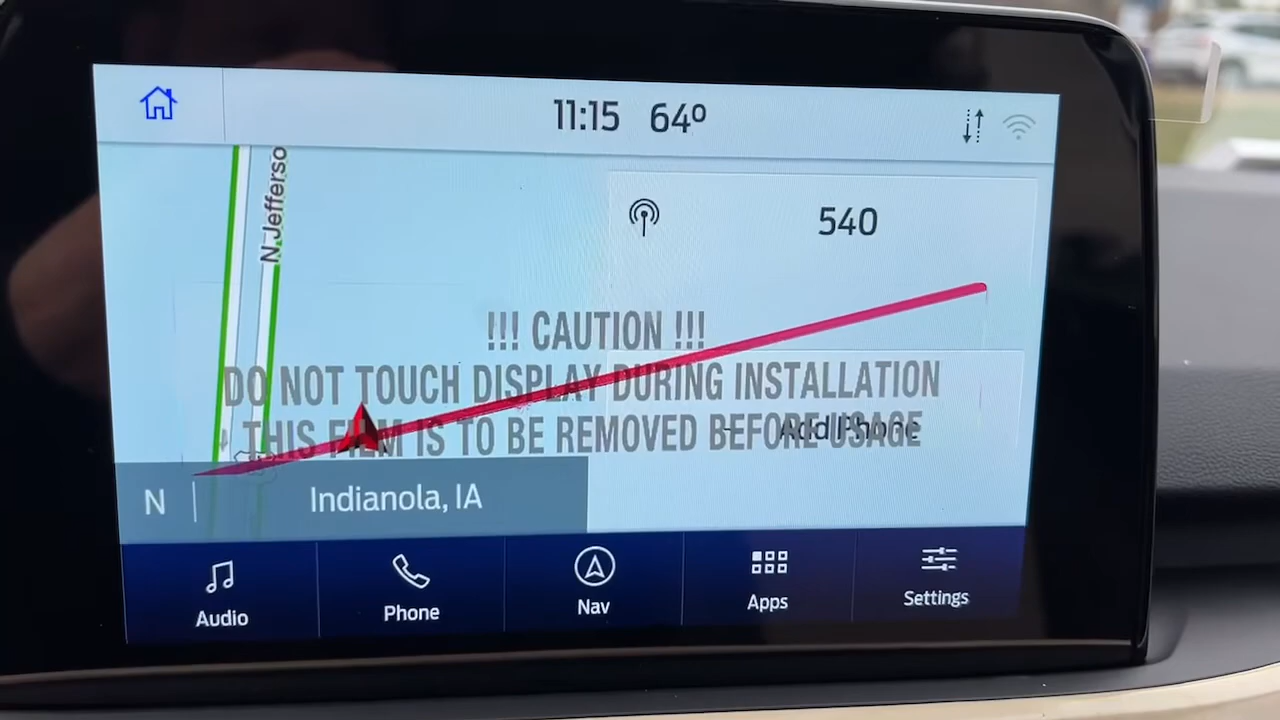 11:15 64º
N.Jefferso
540
!!! CAUTION !!!
DO NOT TOUCH DISPLAY DURING INSTALLATION
THIS FILM IS TO BE REMOVED BEFORE USAGE
Add Phone
N
Indianola, IA
Audio
Phone
Nav
Apps
Settings